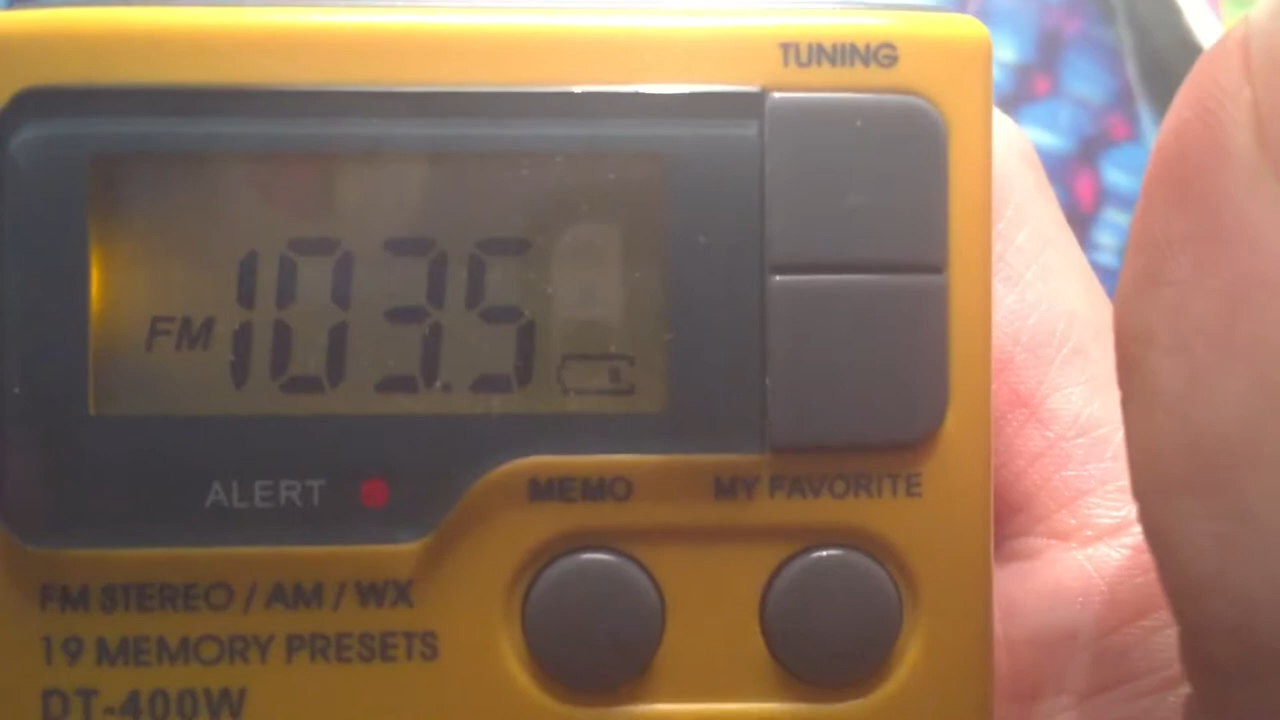 TUNING
FM 103.5
ALERT
MEMO
MY FAVORITE
FM STEREO / AM / WX
19 MEMORY PRESETS
DT-400W